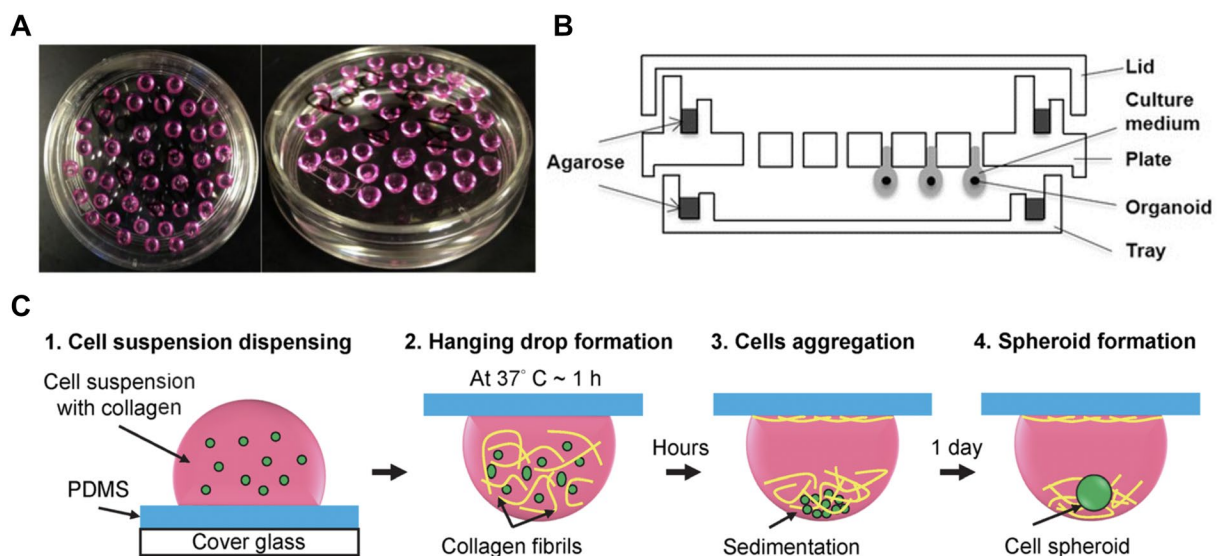 A
B
Lid
Culture
medium
Agarose
Plate
Organoid
Tray
C
1. Cell suspension dispensing
2. Hanging drop formation
3. Cells aggregation
4. Spheroid formation
Cell suspension
with collagen
At 37° C ~ 1 h
Hours
1 day
PDMS
Cover glass
Collagen fibrils
Sedimentation
Cell spheroid